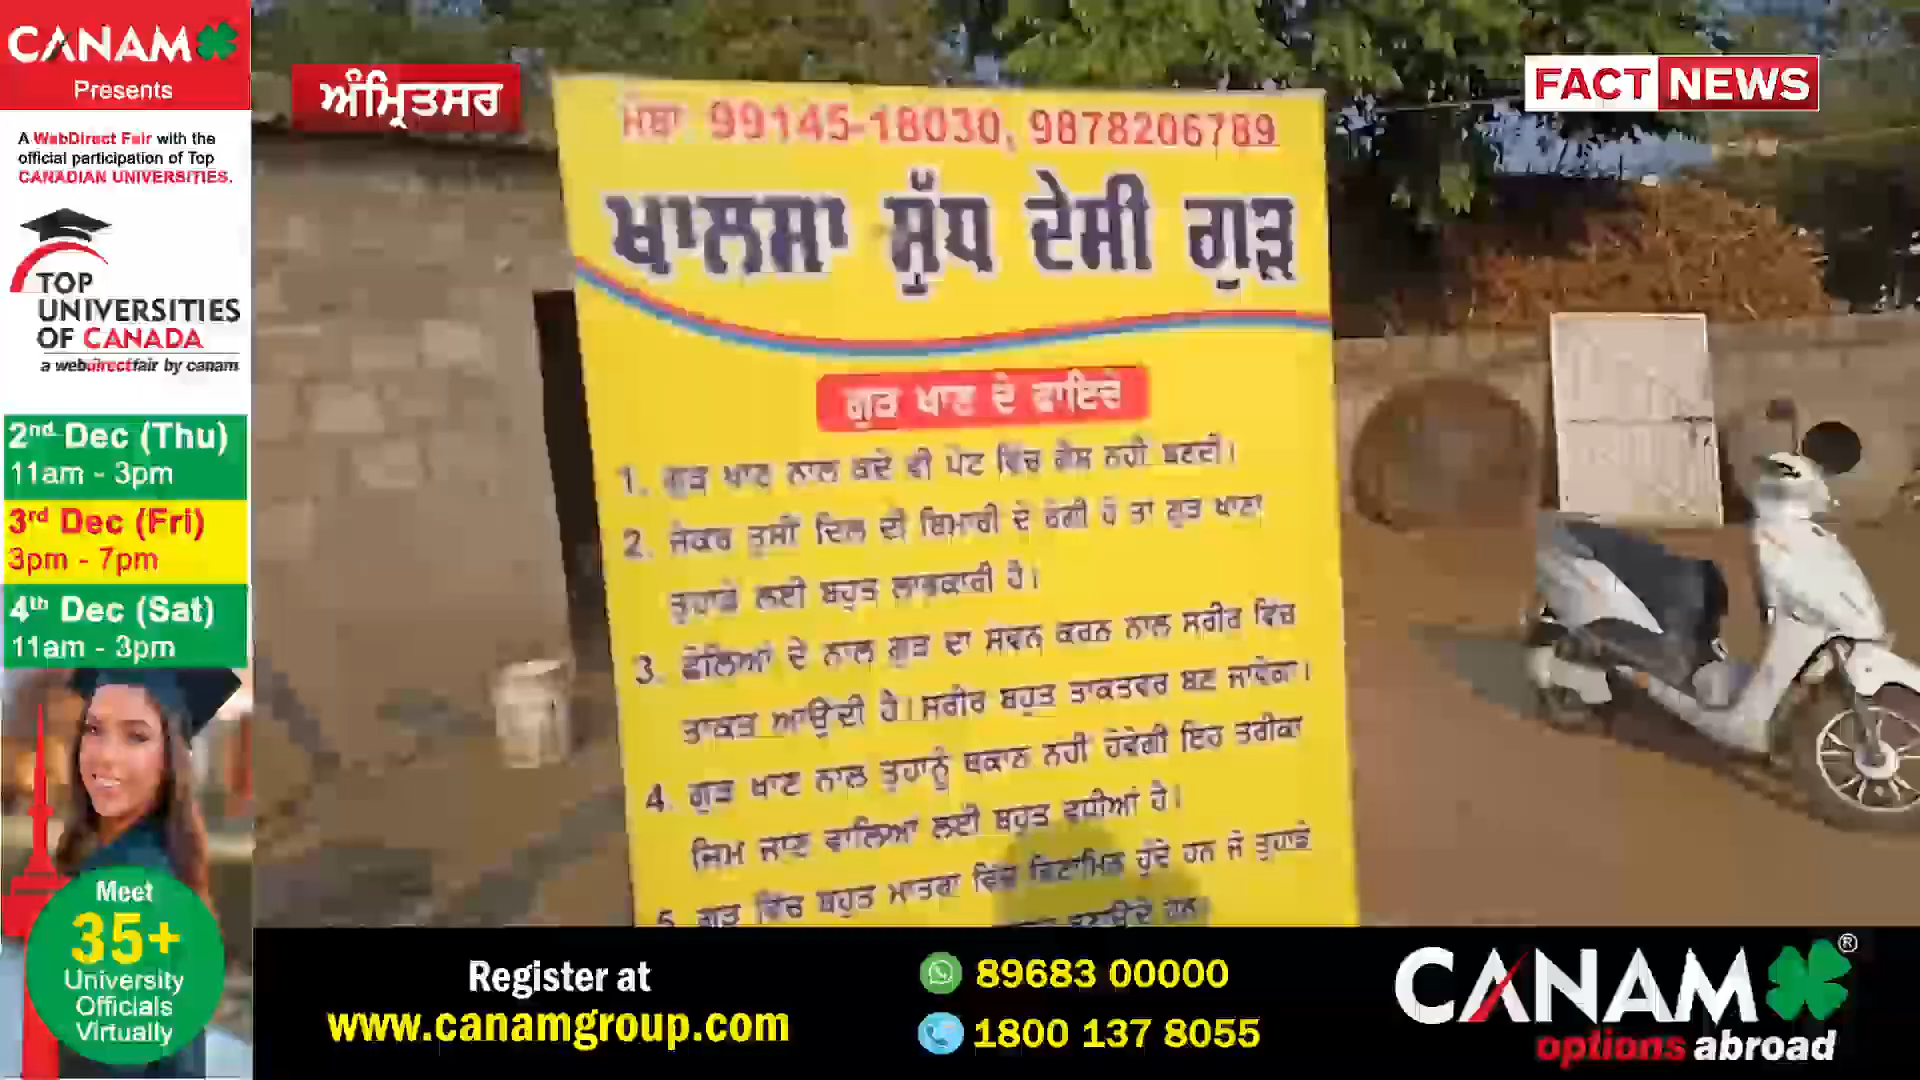 CANAM
Presents
A WebDirect Fair with the
official participation of Top
CANADIAN UNIVERSITIES.
TOP
UNIVERSITIES
OF CANADA
a webdirectfair by canam
2nd Dec (Thu)
11am - 3pm
3rd Dec (Fri)
3pm - 7pm
4th Dec (Sat)
11am - 3pm
Meet
35+
University
Officials
Virtually
ਅੰਮ੍ਰਿਤਸਰ
FACT NEWS
ਮੋਬਾ: 99145-18030, 9878206789
ਖਾਲਸਾ ਸ਼ੁੱਧ ਦੇਸੀ ਗੁੜ
ਗੁੜ ਖਾਣ ਦੇ ਫਾਇਦੇ
1. ਗੁੜ ਖਾਣ ਨਾਲ ਕਦੇ ਵੀ ਪੇਟ ਵਿੱਚ ਗੈਸ ਨਹੀਂ ਬਣਦੀ।
2. ਜੇਕਰ ਤੁਸੀਂ ਦਿਲ ਦੀ ਬਿਮਾਰੀ ਦੇ ਰੋਗੀ ਹੋ ਤਾਂ ਗੁੜ ਖਾਣਾ
ਤੁਹਾਡੇ ਲਈ ਬਹੁਤ ਲਾਭਕਾਰੀ ਹੈ।
3. ਛੋਲਿਆਂ ਦੇ ਨਾਲ ਗੁੜ ਦਾ ਸੇਵਨ ਕਰਨ ਨਾਲ ਸਰੀਰ ਵਿੱਚ
ਤਾਕਤ ਆਉਂਦੀ ਹੈ। ਸਰੀਰ ਬਹੁਤ ਤਾਕਤਵਰ ਬਣ ਜਾਵੇਗਾ।
4. ਗੁੜ ਖਾਣ ਨਾਲ ਤੁਹਾਨੂੰ ਥਕਾਨ ਨਹੀਂ ਹੋਵੇਗੀ ਇਹ ਤਰੀਕਾ
ਜਿਮ ਜਾਣ ਵਾਲਿਆਂ ਲਈ ਬਹੁਤ ਵਧੀਆਂ ਹੈ।
5. ਗੁੜ ਵਿੱਚ ਬਹੁਤ ਮਾਤਰਾ ਵਿੱਚ ਵਿਟਾਮਿਨ ਹੁੰਦੇ ਹਨ ਜੋ ਤੁਹਾਡੇ
ਹਨ।
Register at
www.canamgroup.com
89683 00000
1800 137 8055
CANAM®
options abroad